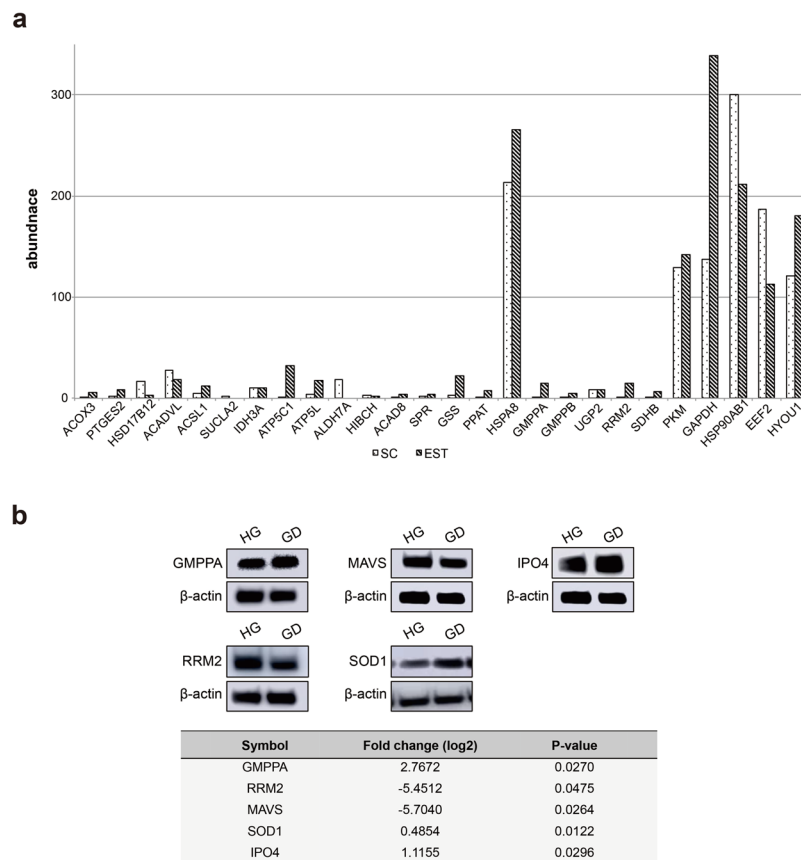 a
abundnace
300
200
100
0
ACOX3 PTGES2 HSD17B12 ACADVL ACSL1 SUCLA2 IDH3A ATP5C1 ATP5L ALDH7A HIBCH ACAD8 SPR GSS PPAT HSPA8 GMPPA GMPPB UGP2 RRM2 SDHB PKM GAPDH HSP90AB1 EEF2 HYOU1
SC EST
b
HG GD HG GD HG GD
GMPPA MAVS IPO4
β-actin β-actin β-actin
HG GD HG GD
RRM2 SOD1
β-actin β-actin
Symbol Fold change (log2) P-value
GMPPA 2.7672 0.0270
RRM2 -5.4512 0.0475
MAVS -5.7040 0.0264
SOD1 0.4854 0.0122
IPO4 1.1155 0.0296